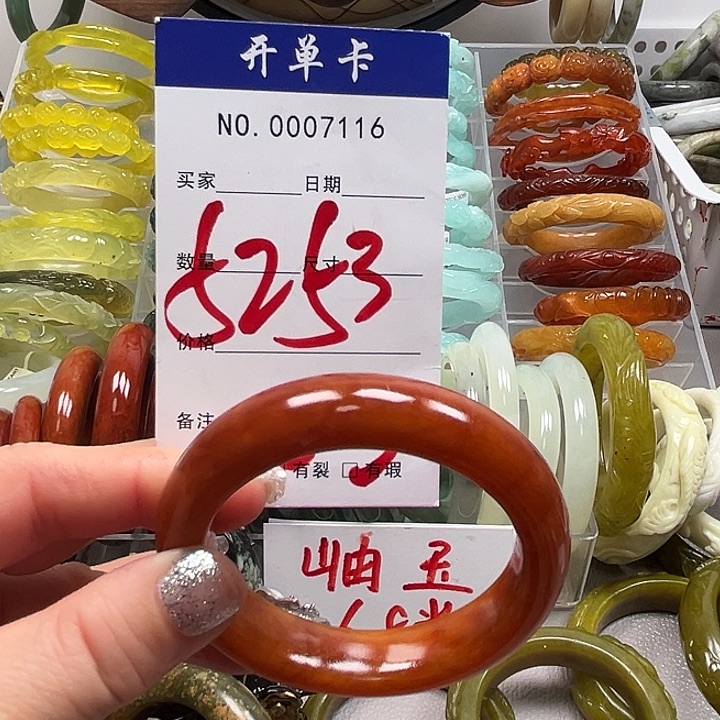 开单卡
NO.0007116
买家 日期
数量 尺寸
5253
价格
备注
有裂 □有瑕
岫玉